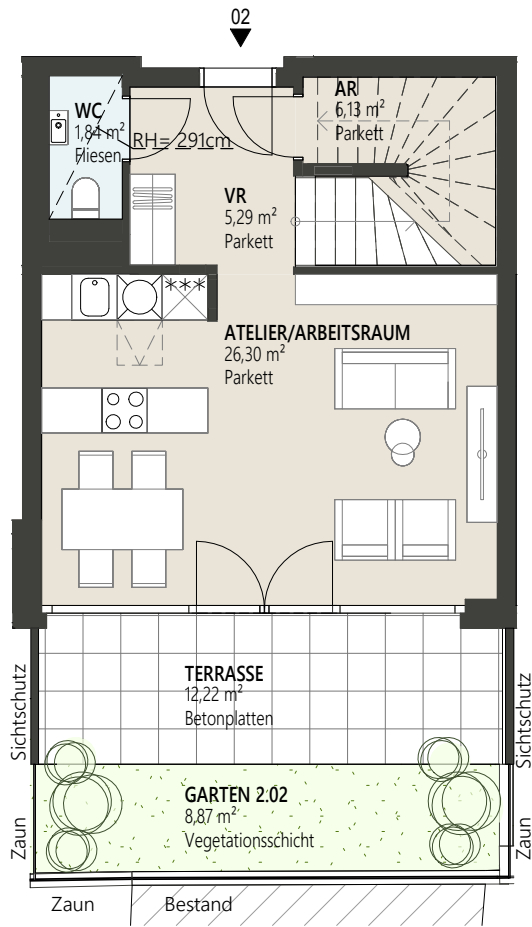 02
WC
1,84 m²
Fliesen
RH= 291cm
AR
6,13 m²
Parkett
VR
5,29 m²
Parkett
***
ATELIER/ARBEITSRAUM
26,30 m²
Parkett
TERRASSE
12,22 m²
Betonplatten
Sichtschutz
Sichtschutz
GARTEN 2.02
8,87 m²
Vegetationsschicht
Zaun
Zaun
Zaun
Bestand